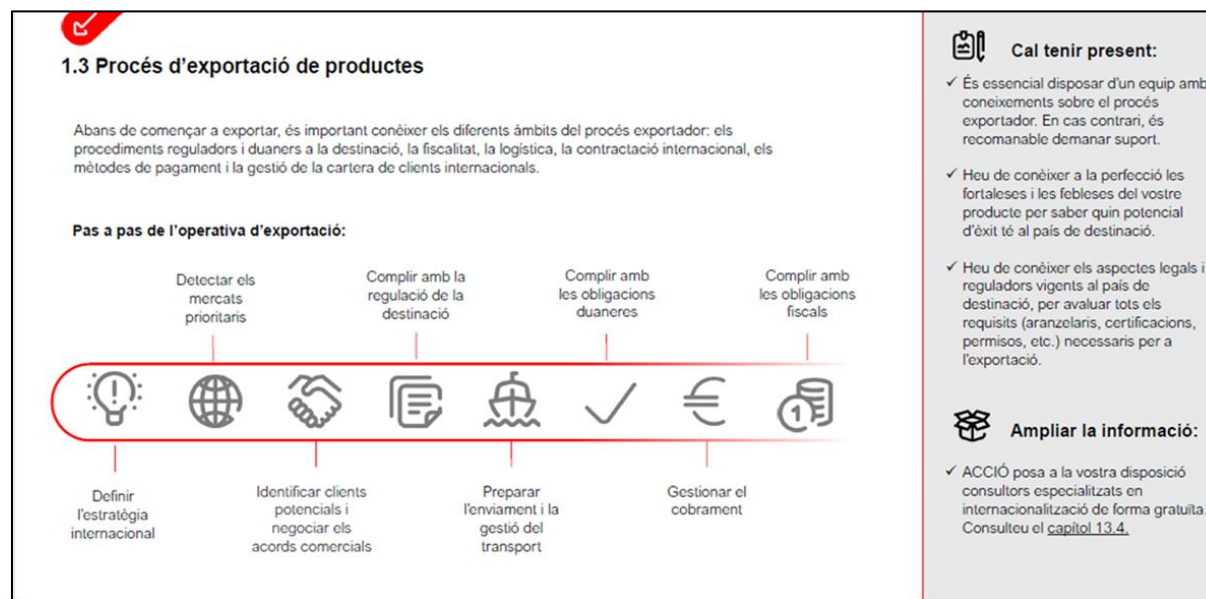 1.3 Procés d’exportació de productes
Abans de començar a exportar, és important conèixer els diferents àmbits del procés exportador: els
procediments reguladors i duaners a la destinació, la fiscalitat, la logística, la contractació internacional, els
mètodes de pagament i la gestió de la cartera de clients internacionals.
Pas a pas de l’operativa d’exportació:
Detectar els
mercats
prioritaris
Complir amb la
regulació de la
destinació
Complir amb
les obligacions
duaneres
Complir amb
les obligacions
fiscals
1
Definir
l’estratègia
internacional
Identificar clients
potencials i
negociar els
acords comercials
Preparar
l’enviament i la
gestió del
transport
Gestionar el
cobrament
Cal tenir present:
✓ És essencial disposar d’un equip amb
coneixements sobre el procés
exportador. En cas contrari, és
recomanable demanar suport.
✓ Heu de conèixer a la perfecció les
fortaleses i les febleses del vostre
producte per saber quin potencial
d’èxit té al país de destinació.
✓ Heu de conèixer els aspectes legals i
reguladors vigents al país de
destinació, per avaluar tots els
requisits (aranzelaris, certificacions,
permisos, etc.) necessaris per a
l’exportació.
Ampliar la informació:
✓ ACCIÓ posa a la vostra disposició
consultors especialitzats en
internacionalització de forma gratuïta.
Consulteu el capítol 13.4.